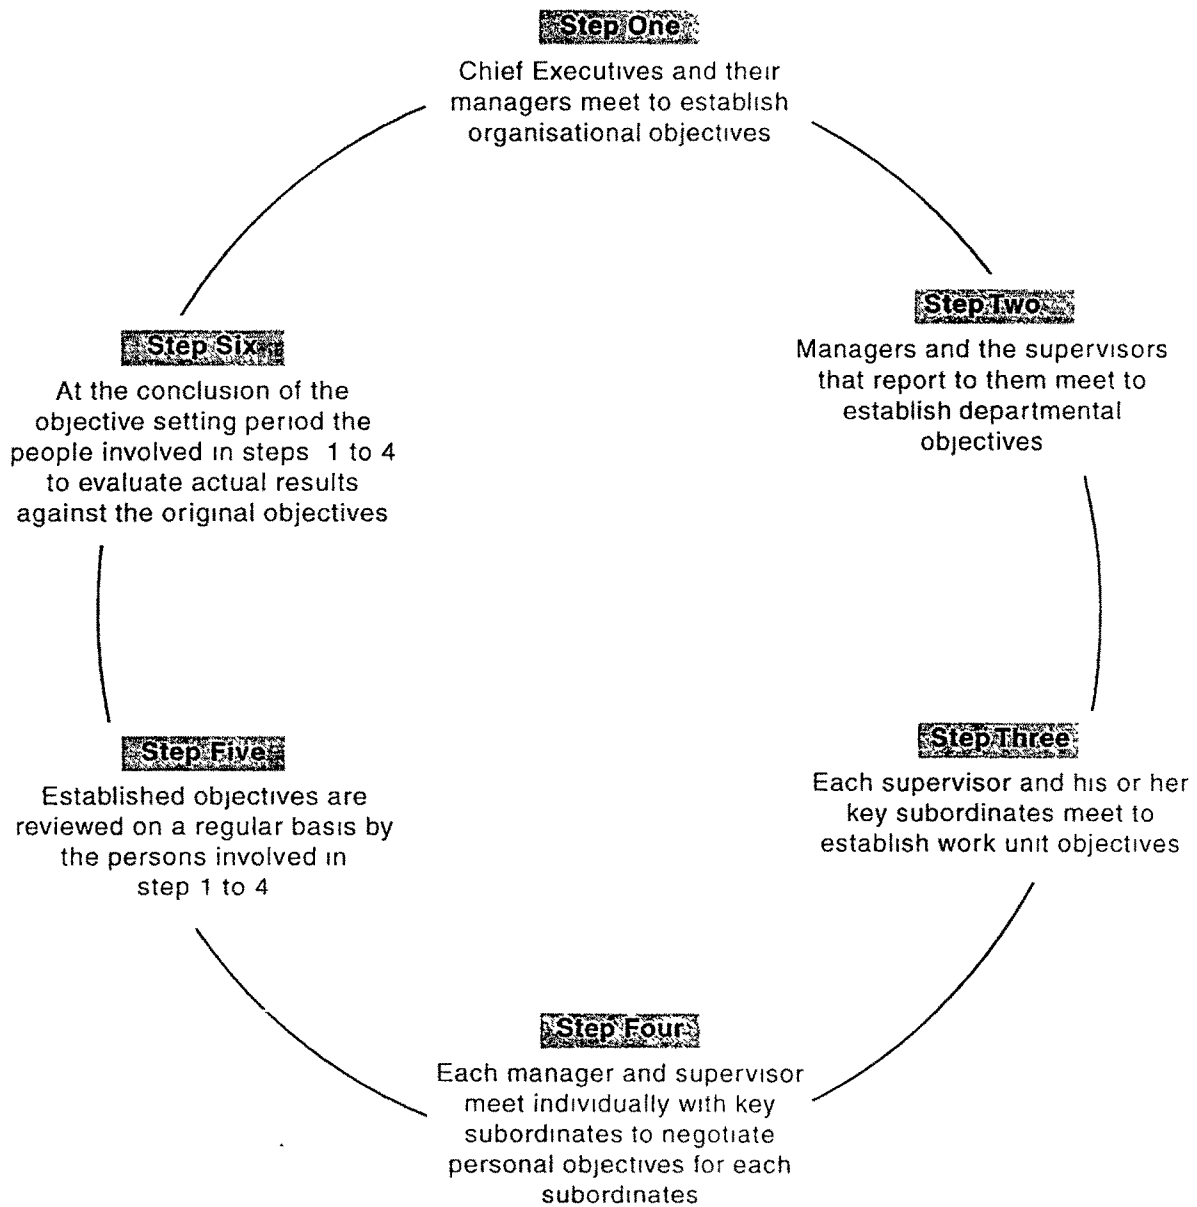 Step One
Chief Executives and their
managers meet to establish
organisational objectives
Step Two
Managers and the supervisors
that report to them meet to
establish departmental
objectives
Step Three
Each supervisor and his or her
key subordinates meet to
establish work unit objectives
Step Four
Each manager and supervisor
meet individually with key
subordinates to negotiate
personal objectives for each
subordinates
Step Five
Established objectives are
reviewed on a regular basis by
the persons involved in
step 1 to 4
Step Six
At the conclusion of the
objective setting period the
people involved in steps 1 to 4
to evaluate actual results
against the original objectives